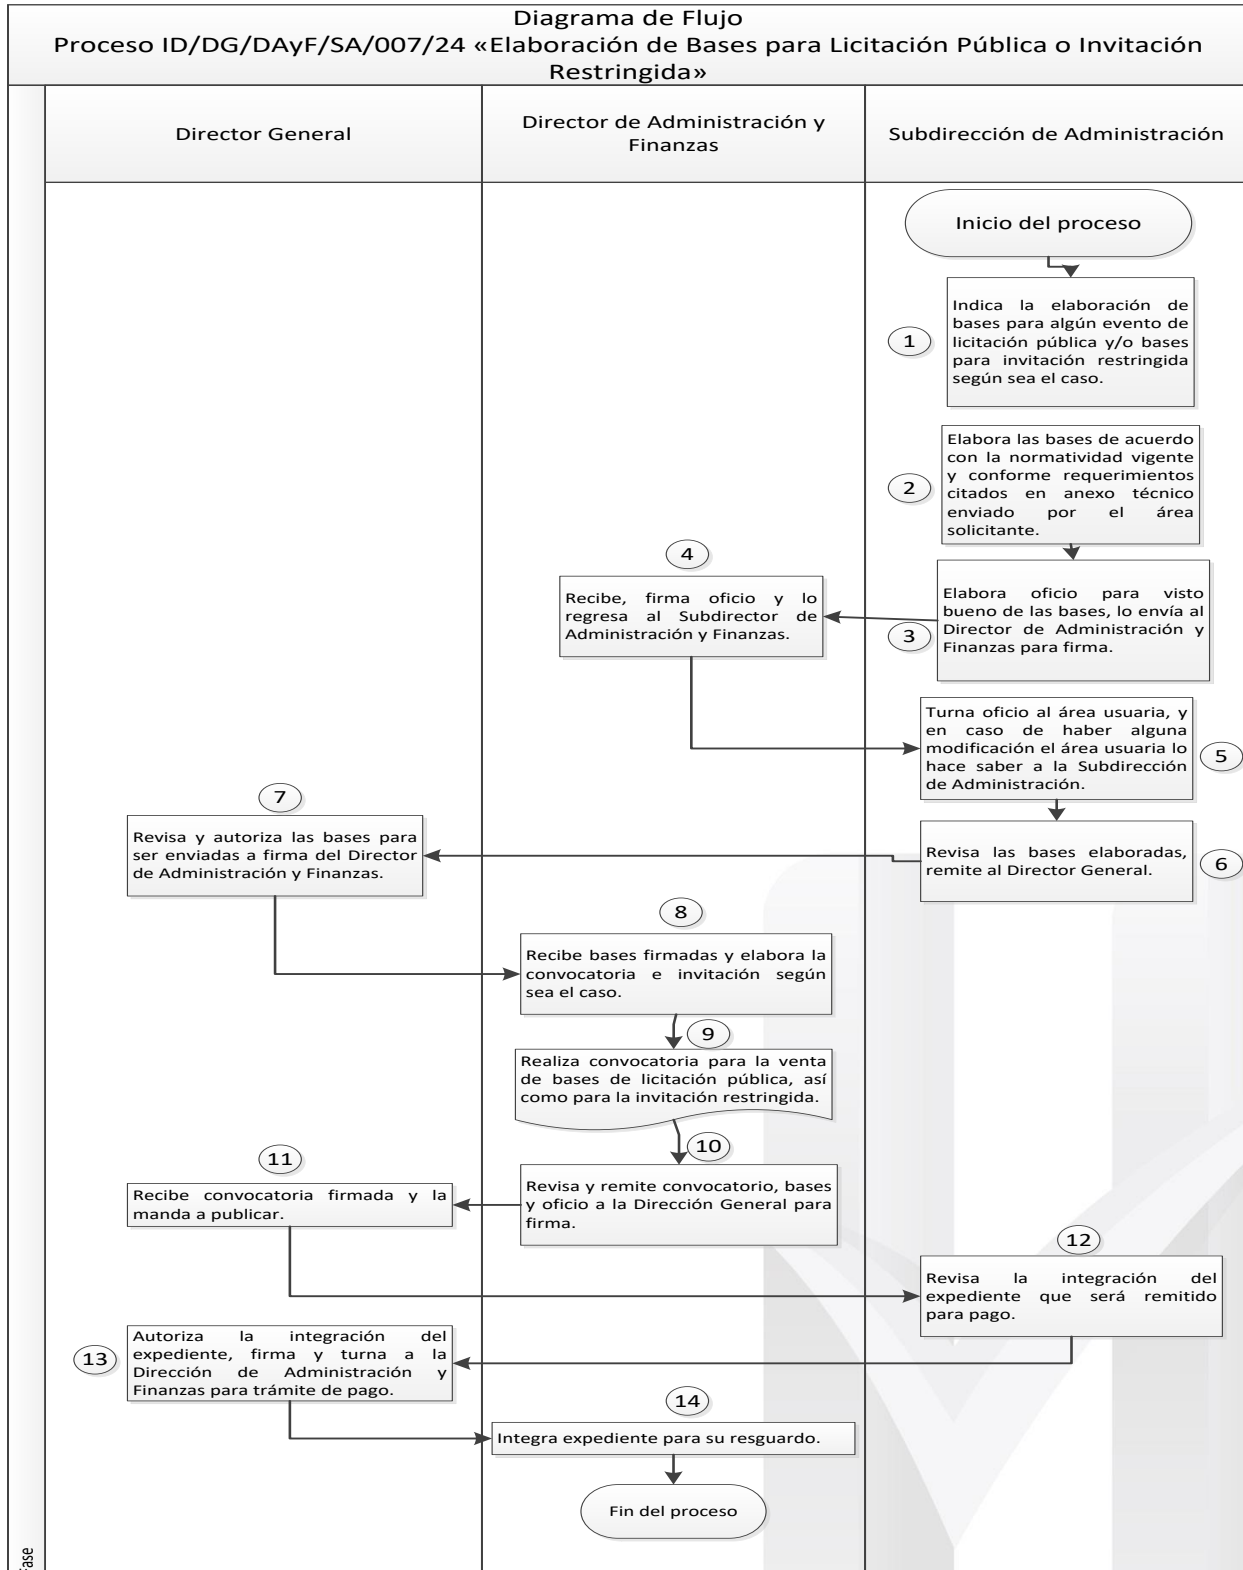 Diagrama de Flujo
Proceso ID/DG/DAyF/SA/007/24 «Elaboración de Bases para Licitación Pública o Invitación
Restringida»
Director General
Director de Administración y
Finanzas
Subdirección de Administración
Inicio del proceso
1
Indica la elaboración de
bases para algún evento de
licitación pública y/o bases
para invitación restringida
según sea el caso.
2
Elabora las bases de acuerdo
con la normatividad vigente
y conforme requerimientos
citados en anexo técnico
enviado por el área
solicitante.
3
Elabora oficio para visto
bueno de las bases, lo envía al
Director de Administración y
Finanzas para firma.
4
Recibe, firma oficio y lo
regresa al Subdirector de
Administración y Finanzas.
5
Turna oficio al área usuaria, y
en caso de haber alguna
modificación el área usuaria lo
hace saber a la Subdirección
de Administración.
6
Revisa las bases elaboradas,
remite al Director General.
7
Revisa y autoriza las bases para
ser enviadas a firma del Director
de Administración y Finanzas.
8
Recibe bases firmadas y elabora la
convocatoria e invitación según
sea el caso.
9
Realiza convocatoria para la venta
de bases de licitación pública, así
como para la invitación restringida.
10
Revisa y remite convocatorio, bases
y oficio a la Dirección General para
firma.
11
Recibe convocatoria firmada y la
manda a publicar.
12
Revisa la integración del
expediente que será remitido
para pago.
13
Autoriza la integración del
expediente, firma y turna a la
Dirección de Administración y
Finanzas para trámite de pago.
14
Integra expediente para su resguardo.
Fin del proceso
Fase